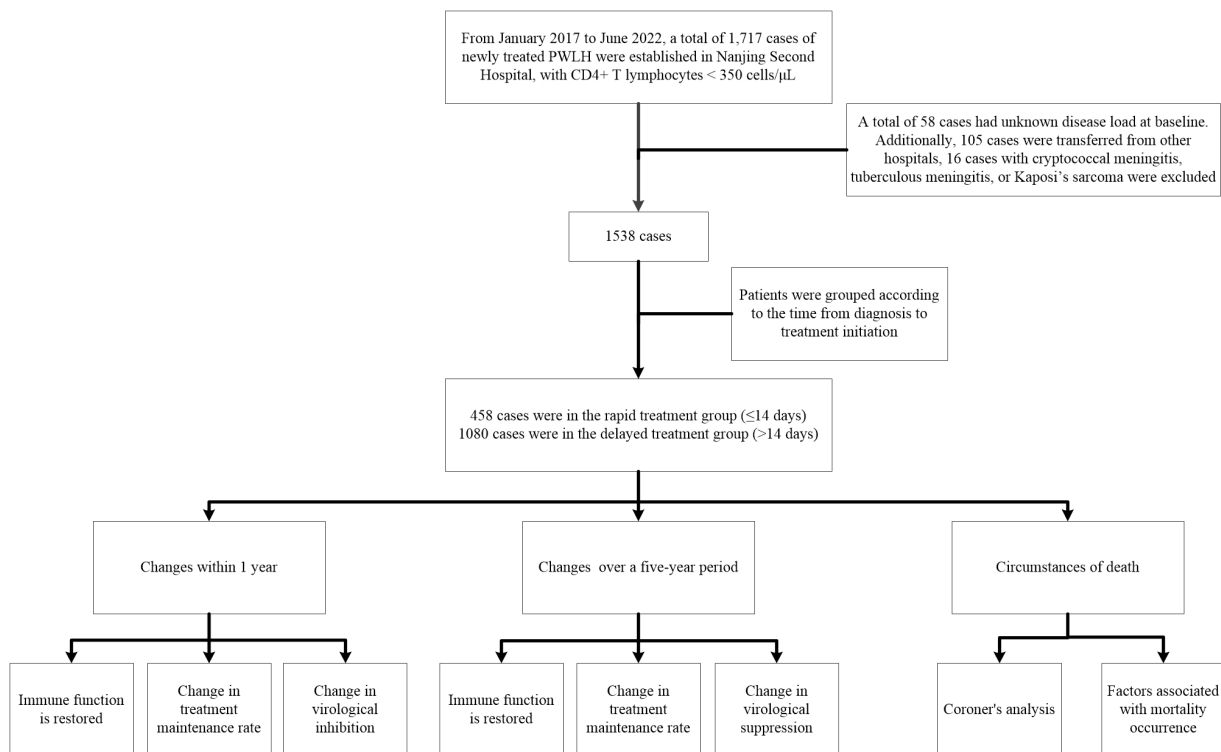 From January 2017 to June 2022, a total of 1,717 cases of
newly treated PWLH were established in Nanjing Second
Hospital, with CD4+ T lymphocytes < 350 cells/μL
A total of 58 cases had unknown disease load at baseline.
Additionally, 105 cases were transferred from other
hospitals, 16 cases with cryptococcal meningitis,
tuberculous meningitis, or Kaposi's sarcoma were excluded
1538 cases
Patients were grouped according
to the time from diagnosis to
treatment initiation
458 cases were in the rapid treatment group (≤14 days)
1080 cases were in the delayed treatment group (>14 days)
Changes within 1 year
Changes over a five-year period
Circumstances of death
Immune function
is restored
Change in
treatment
maintenance rate
Change in
virological
inhibition
Immune function
is restored
Change in
treatment
maintenance rate
Change in
virological
suppression
Coroner's analysis
Factors associated
with mortality
occurrence